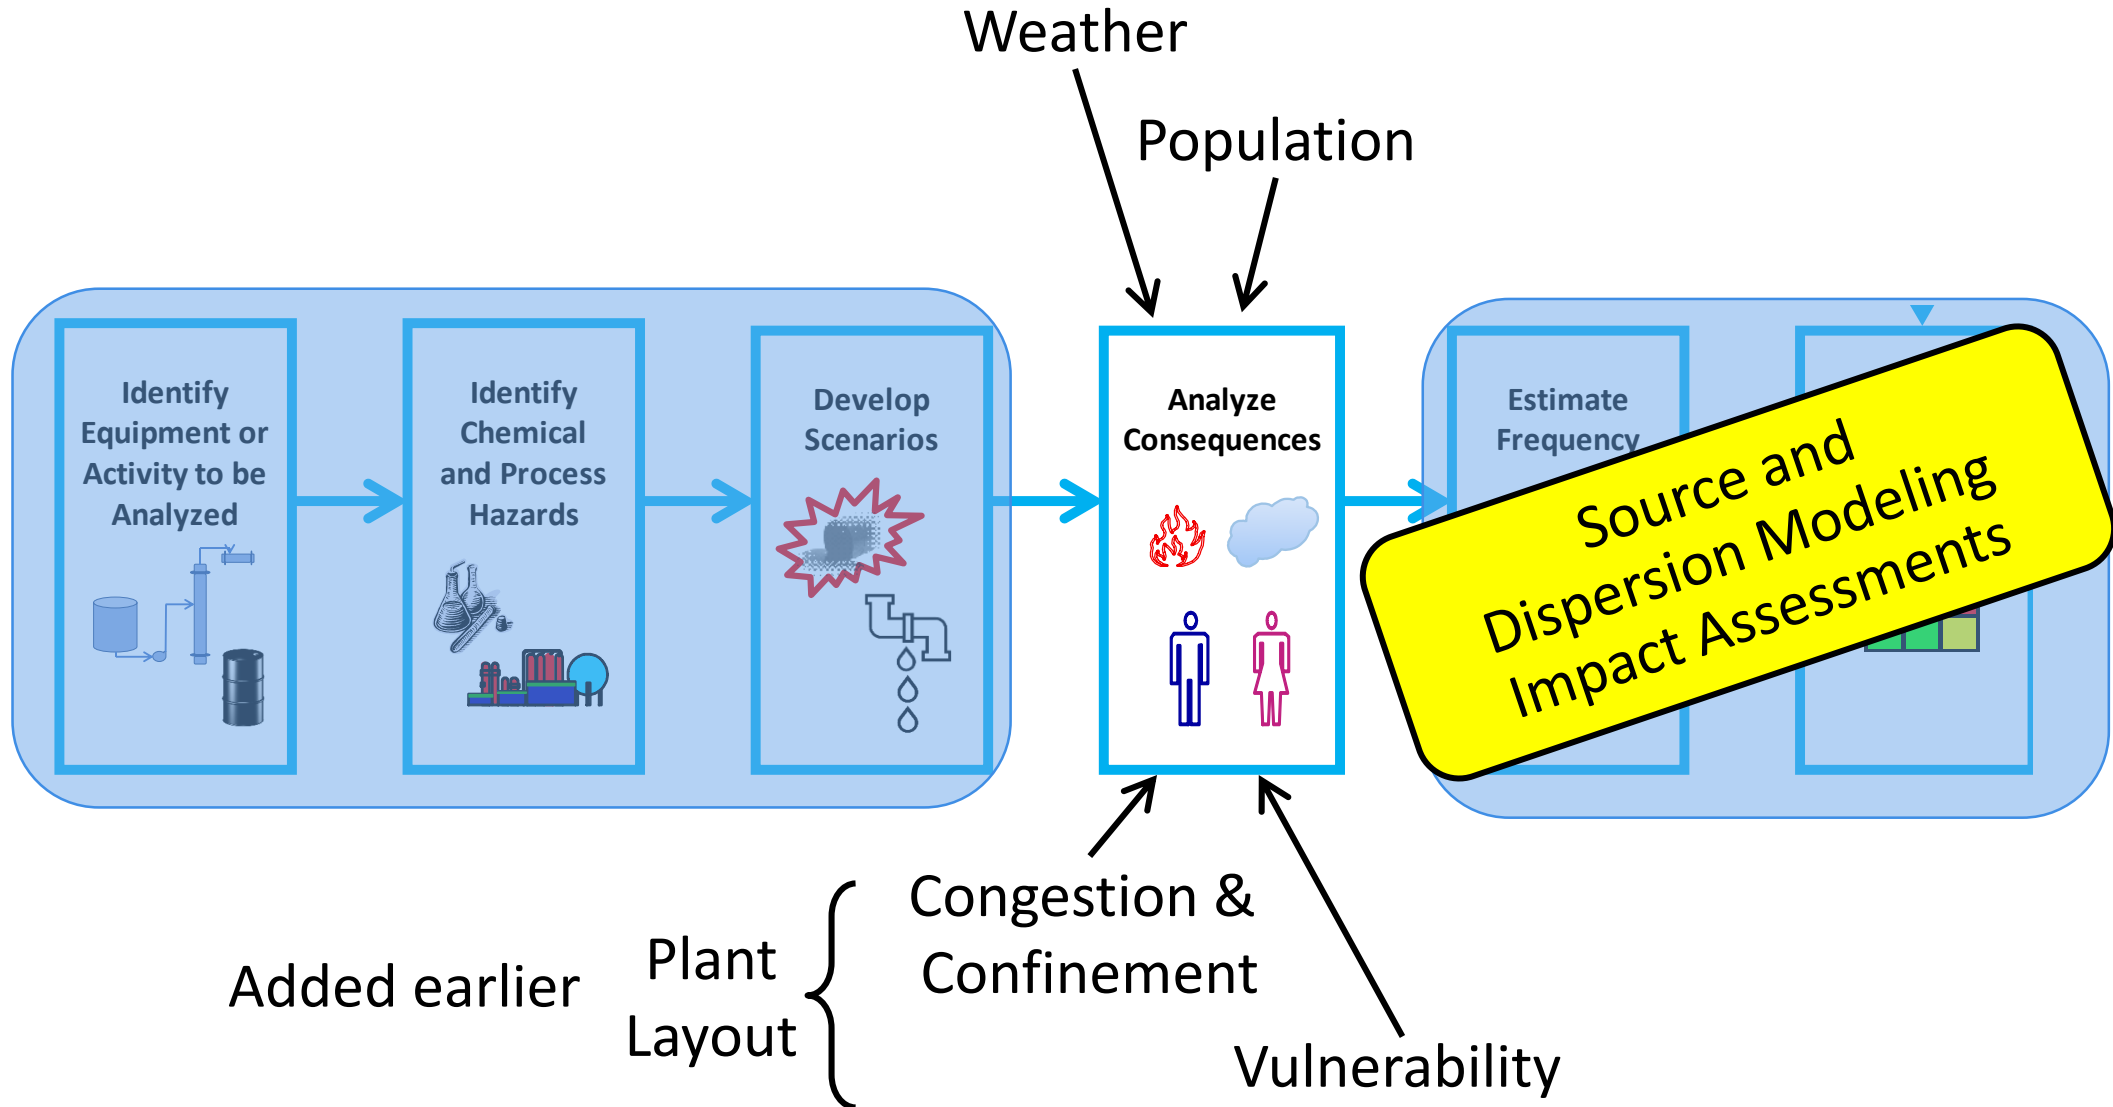 Weather
Population
Identify
Equipment or
Activity to be
Analyzed
Identify
Chemical
and Process
Hazards
Develop
Scenarios
Analyze
Consequences
Estimate
Frequency
Source and
Dispersion Modeling
Impact Assessments
Added earlier
Plant
Layout
Congestion &
Confinement
Vulnerability